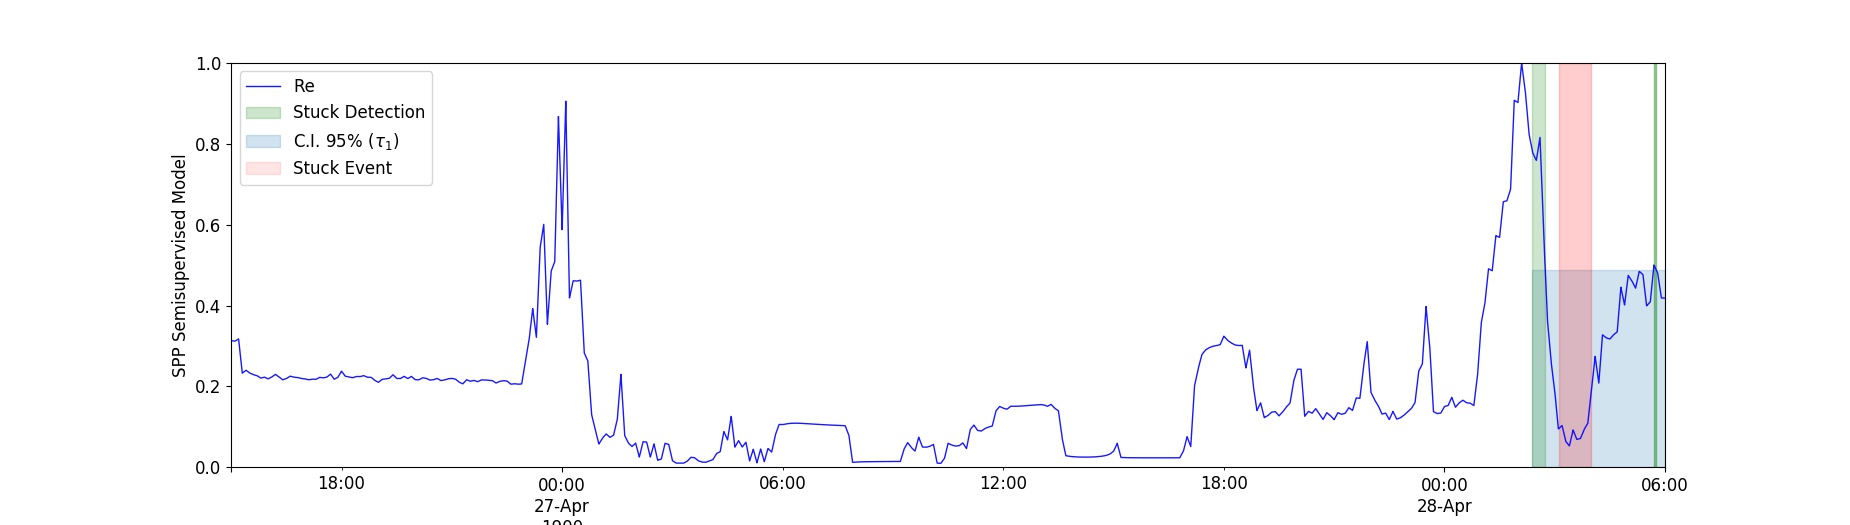 1.0
0.8
0.6
0.4
0.2
0.0
SPP Semisupervised Model
Re
Stuck Detection
C.I. 95% (τ₁)
Stuck Event
18:00
00:00
27-Apr
1900
06:00
12:00
18:00
00:00
28-Apr
06:00